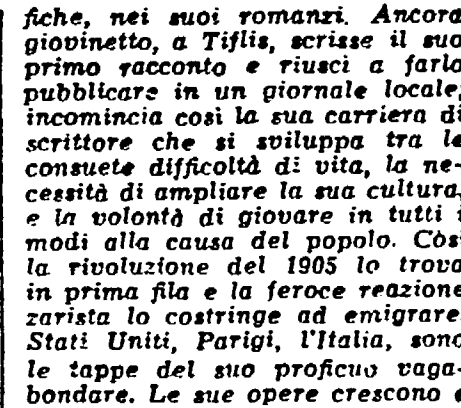 fiche, nei suoi romanzi. Ancora
giovinetto, a Tiflis, scrisse il suo
primo racconto e riuscì a farlo
pubblicare in un giornale locale,
incomincia così la sua carriera di
scrittore che si sviluppa tra le
consuete difficoltà di vita, la ne-
cessità di ampliare la sua cultura,
e la volontà di giovare in tutti i
modi alla causa del popolo. Così
la rivoluzione del 1905 lo trova
in prima fila e la feroce reazione
zarista lo costringe ad emigrare.
Stati Uniti, Parigi, l'Italia, sono
le tappe del suo proficuo vaga-
bondare. Le sue opere crescono e